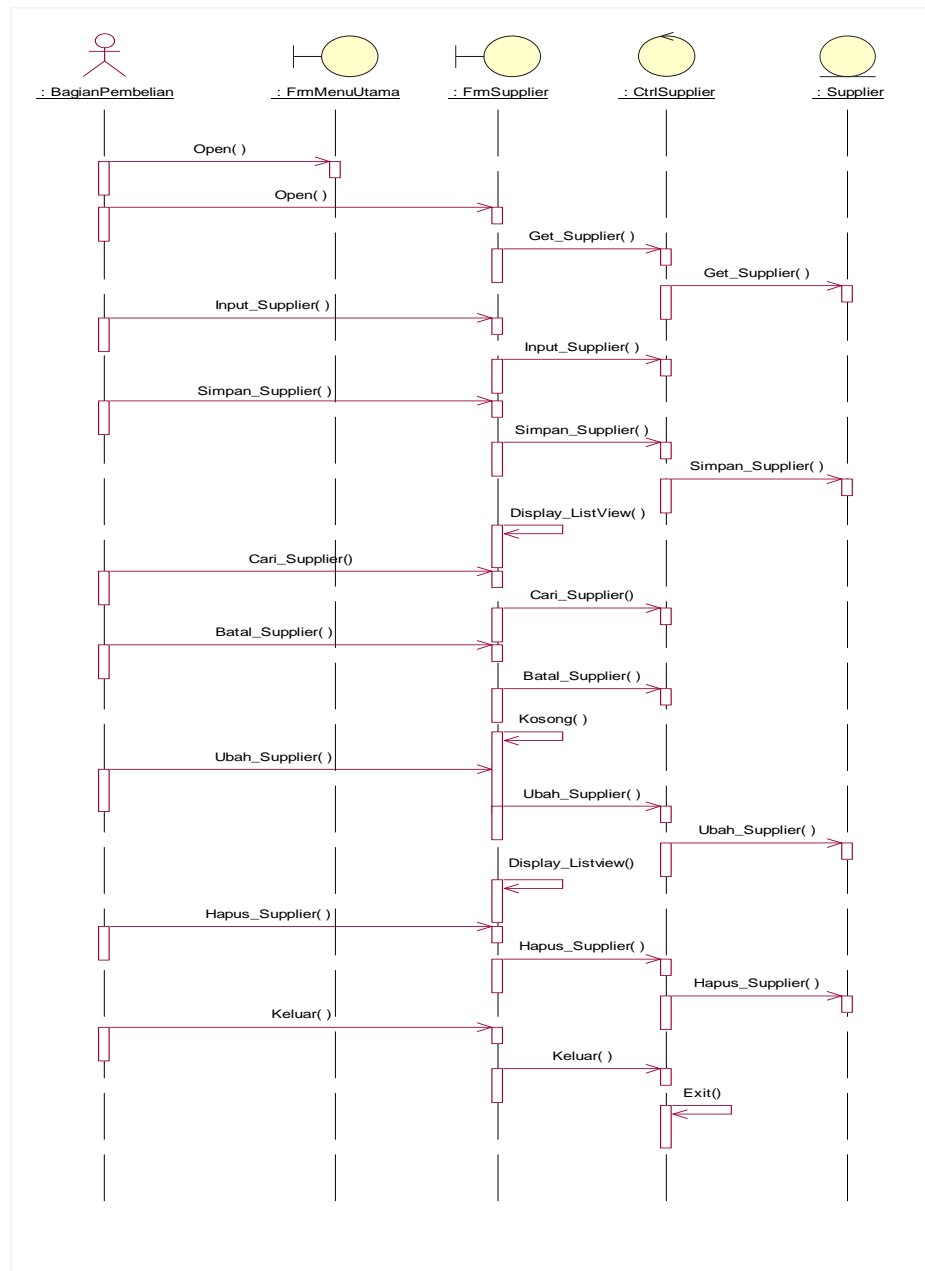 : BagianPembelian : FrmMenuUtama : FrmSupplier : CtrlSupplier : Supplier
Open( )
Open( )
Get_Supplier( )
Get_Supplier( )
Input_Supplier( )
Input_Supplier( )
Simpan_Supplier( )
Simpan_Supplier( )
Simpan_Supplier( )
Display_ListView( )
Cari_Supplier()
Cari_Supplier()
Batal_Supplier( )
Batal_Supplier( )
Kosong( )
Ubah_Supplier( )
Ubah_Supplier( )
Ubah_Supplier( )
Display_Listview()
Hapus_Supplier( )
Hapus_Supplier( )
Hapus_Supplier( )
Keluar( )
Keluar( )
Exit()